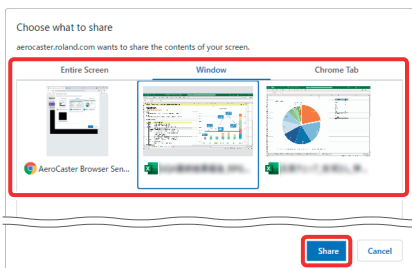 Choose what to share
aerocaster.roland.com wants to share the contents of your screen.
Entire Screen Window Chrome Tab
AeroCaster Browser Sen...
Share Cancel